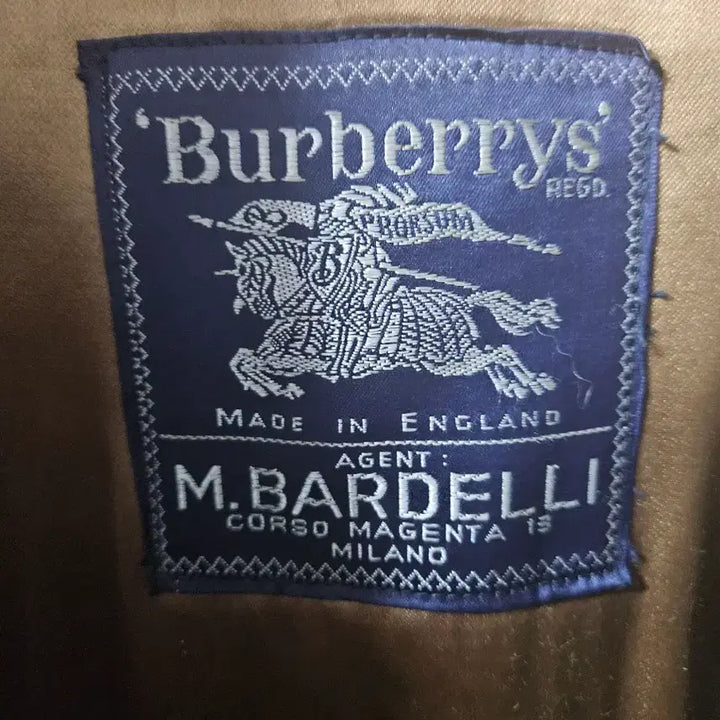 'Burberrys'
REGD.
PRORSUM
B
MADE IN ENGLAND
AGENT:
M.BARDELLI
CORSO MAGENTA 13
MILANO